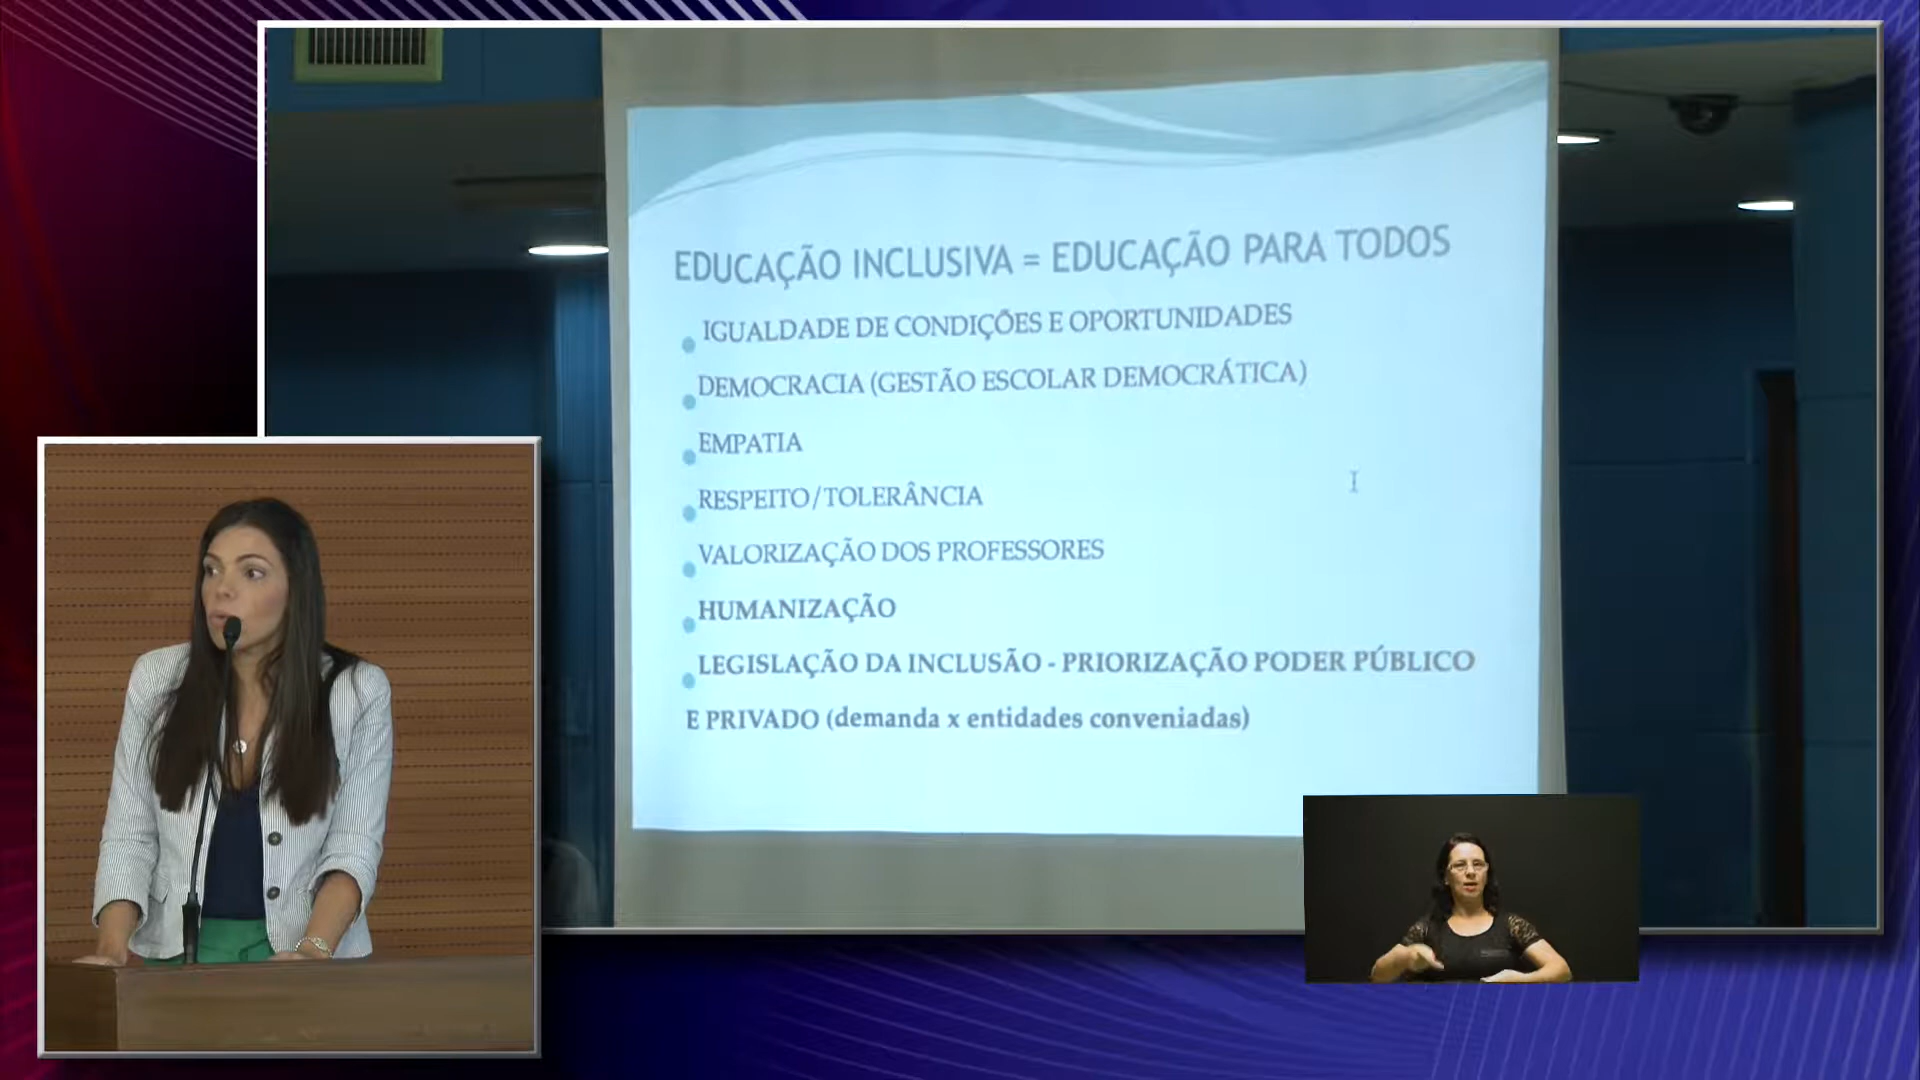 EDUCAÇÃO INCLUSIVA = EDUCAÇÃO PARA TODOS
IGUALDADE DE CONDIÇÕES E OPORTUNIDADES
DEMOCRACIA (GESTÃO ESCOLAR DEMOCRÁTICA)
EMPATIA
RESPEITO/TOLERÂNCIA
VALORIZAÇÃO DOS PROFESSORES
HUMANIZAÇÃO
LEGISLAÇÃO DA INCLUSÃO - PRIORIZAÇÃO PODER PÚBLICO
E PRIVADO (demanda x entidades conveniadas)